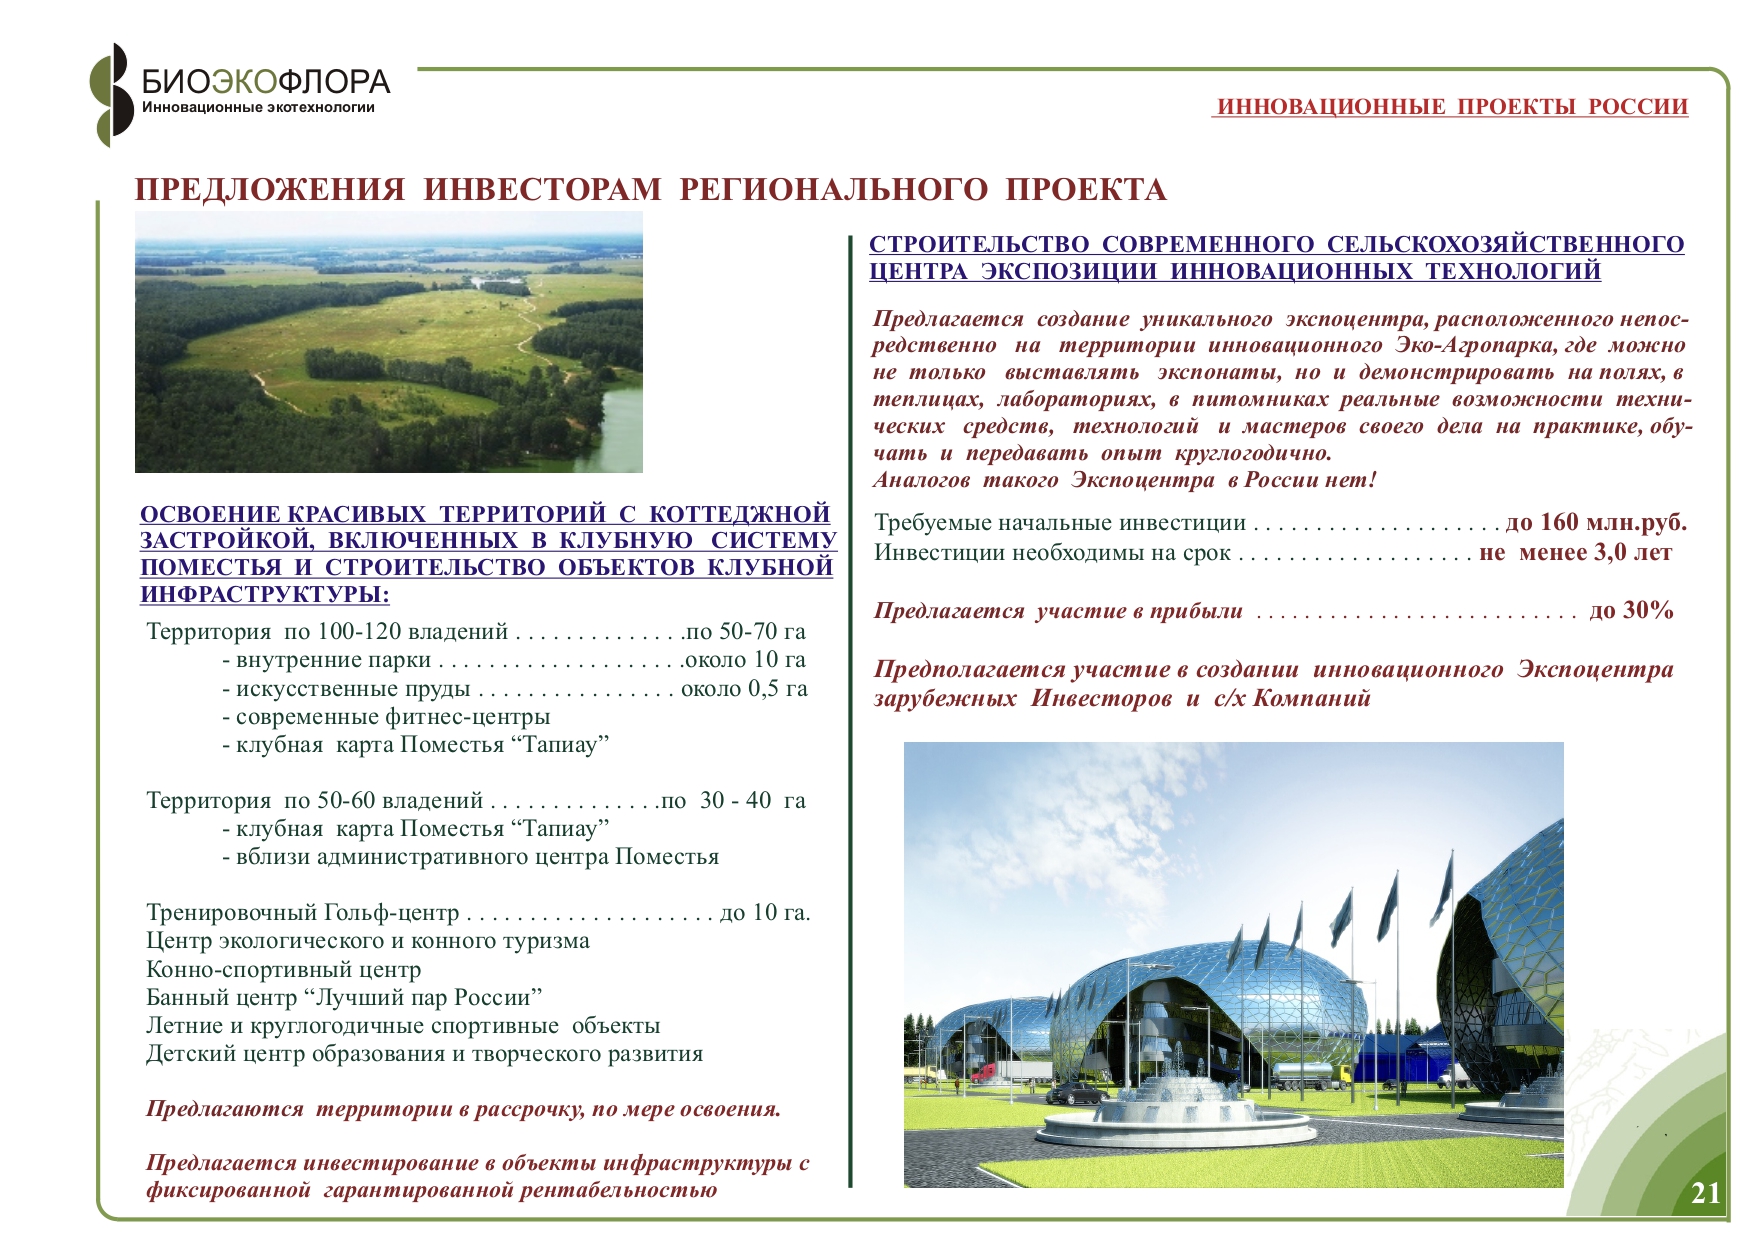 БИОЭКОФЛОРА
Инновационные экотехнологии
ИННОВАЦИОННЫЕ ПРОЕКТЫ РОССИИ
ПРЕДЛОЖЕНИЯ ИНВЕСТОРАМ РЕГИОНАЛЬНОГО ПРОЕКТА
ОСВОЕНИЕ КРАСИВЫХ ТЕРРИТОРИЙ С КОТТЕДЖНОЙ
ЗАСТРОЙКОЙ, ВКЛЮЧЕННЫХ В КЛУБНУЮ СИСТЕМУ
ПОМЕСТЬЯ И СТРОИТЕЛЬСТВО ОБЪЕКТОВ КЛУБНОЙ
ИНФРАСТРУКТУРЫ:
Территория по 100-120 владений . . . . . . . . . . . . . .по 50-70 га
- внутренние парки . . . . . . . . . . . . . . . . . . . .около 10 га
- искусственные пруды . . . . . . . . . . . . . . . . около 0,5 га
- современные фитнес-центры
- клубная карта Поместья “Тапиау”
Территория по 50-60 владений . . . . . . . . . . . . . .по 30 - 40 га
- клубная карта Поместья “Тапиау”
- вблизи административного центра Поместья
Тренировочный Гольф-центр . . . . . . . . . . . . . . . . . . . . до 10 га.
Центр экологического и конного туризма
Конно-спортивный центр
Банный центр “Лучший пар России”
Летние и круглогодичные спортивные объекты
Детский центр образования и творческого развития
Предлагаются территории в рассрочку, по мере освоения.
Предлагается инвестирование в объекты инфраструктуры с
фиксированной гарантированной рентабельностью
СТРОИТЕЛЬСТВО СОВРЕМЕННОГО СЕЛЬСКОХОЗЯЙСТВЕННОГО
ЦЕНТРА ЭКСПОЗИЦИИ ИННОВАЦИОННЫХ ТЕХНОЛОГИЙ
Предлагается создание уникального экспоцентра, расположенного непос-
редственно на территории инновационного Эко-Агропарка, где можно
не только выставлять экспонаты, но и демонстрировать на полях, в
теплицах, лабораториях, в питомниках реальные возможности техни-
ческих средств, технологий и мастеров своего дела на практике, обу-
чать и передавать опыт круглогодично.
Аналогов такого Экспоцентра в России нет!
Требуемые начальные инвестиции . . . . . . . . . . . . . . . . . . . . до 160 млн.руб.
Инвестиции необходимы на срок . . . . . . . . . . . . . . . . . . . не менее 3,0 лет
Предлагается участие в прибыли . . . . . . . . . . . . . . . . . . . . . . . . . . до 30%
Предполагается участие в создании инновационного Экспоцентра
зарубежных Инвесторов и с/х Компаний
21